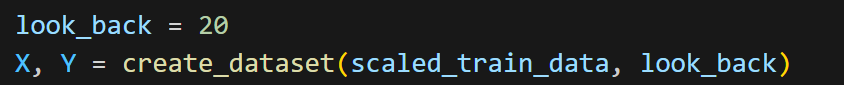 look_back = 20
X, Y = create_dataset(scaled_train_data, look_back)